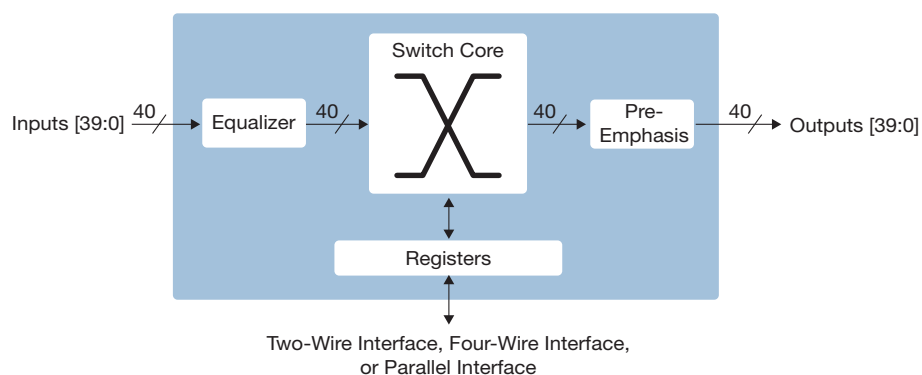 Switch Core
Inputs [39:0]
40
Equalizer
40
40
Pre-
Emphasis
40
Outputs [39:0]
Registers
Two-Wire Interface, Four-Wire Interface,
or Parallel Interface